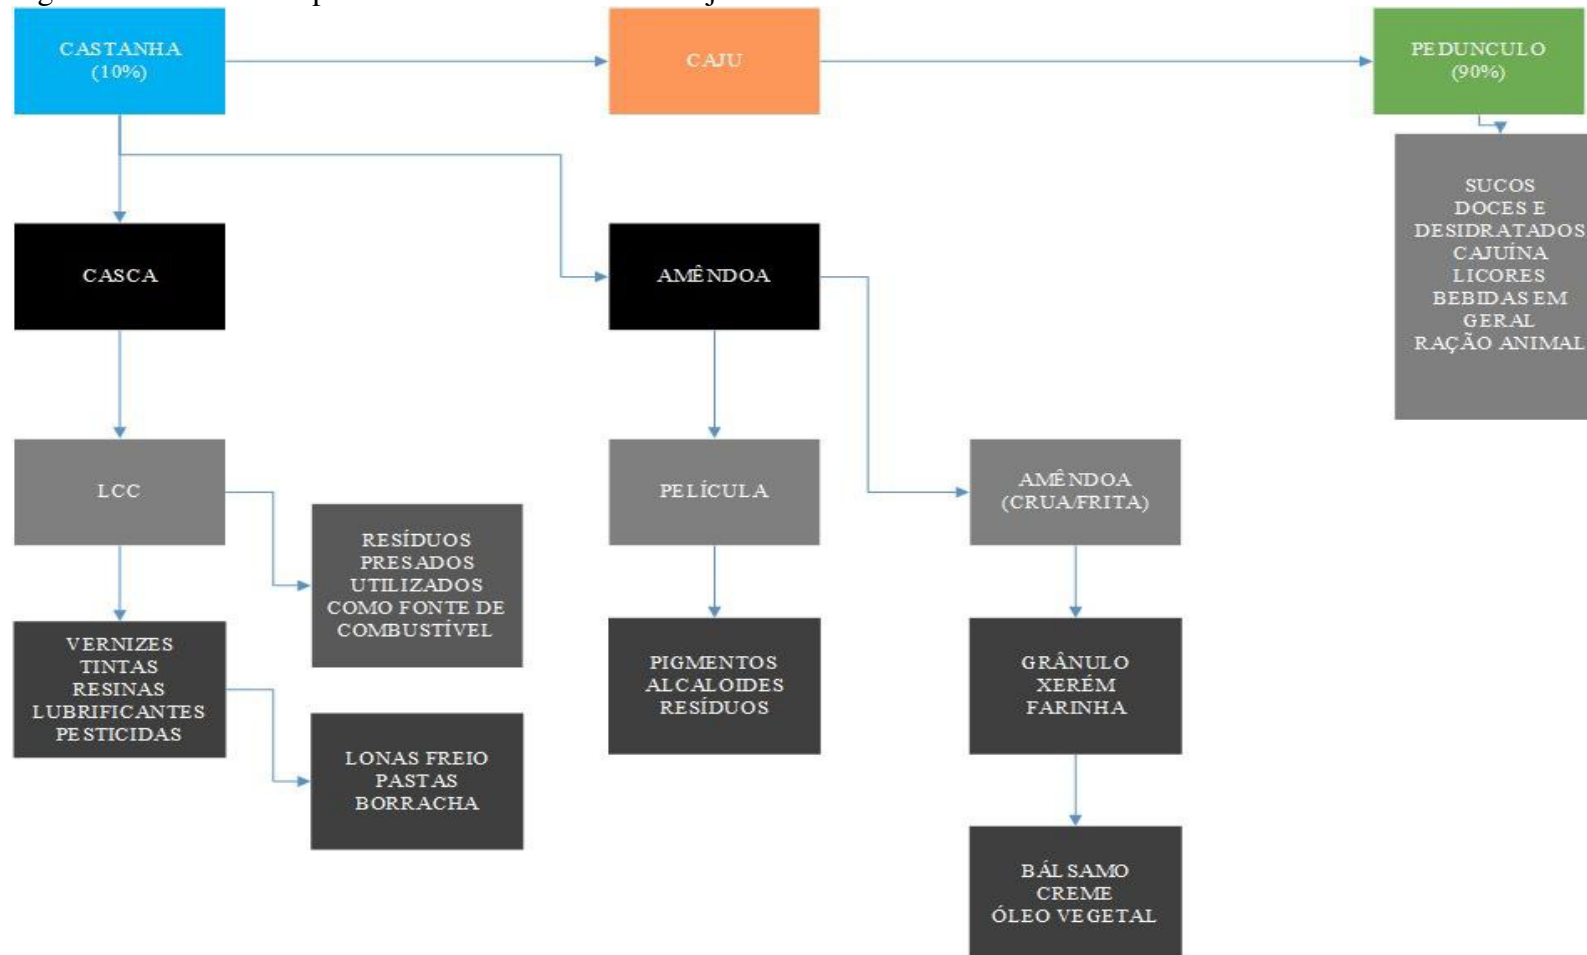 CASTANHA
(10%)
CAJU
PEDUNCULO
(90%)
SUCOS
DOCES E
DESIDRATADOS
CAJUÍNA
LICORES
BEBIDAS EM
GERAL
RAÇÃO ANIMAL
CASCA
AMÊNDOA
LCC
PELÍCULA
AMÊNDOA
(CRUA/FRITA)
RESÍDUOS
PRESADOS
UTILIZADOS
COMO FONTE DE
COMBUSTÍVEL
VERNIZES
TINTAS
RESINAS
LUBRIFICANTES
PESTICIDAS
PIGMENTOS
ALCALOIDES
RESÍDUOS
GRÂNULO
XERÉM
FARINHA
LONAS FREIO
PASTAS
BORRACHA
BÁLSAMO
CREME
ÓLEO VEGETAL